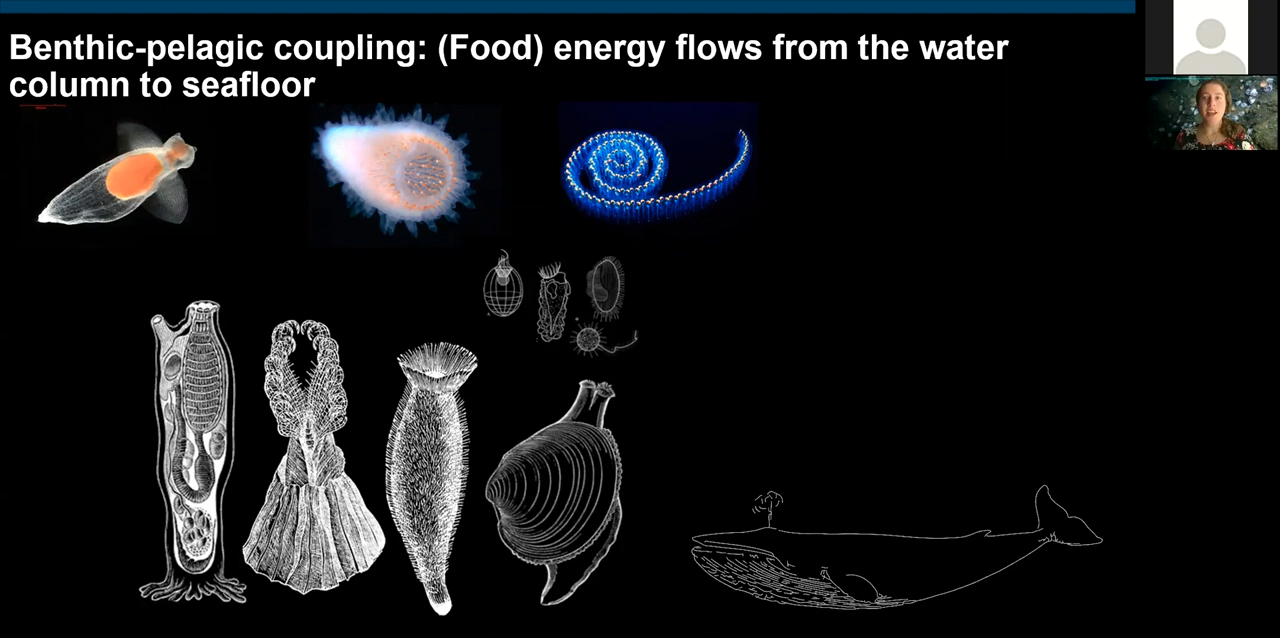 Benthic-pelagic coupling: (Food) energy flows from the water
column to seafloor